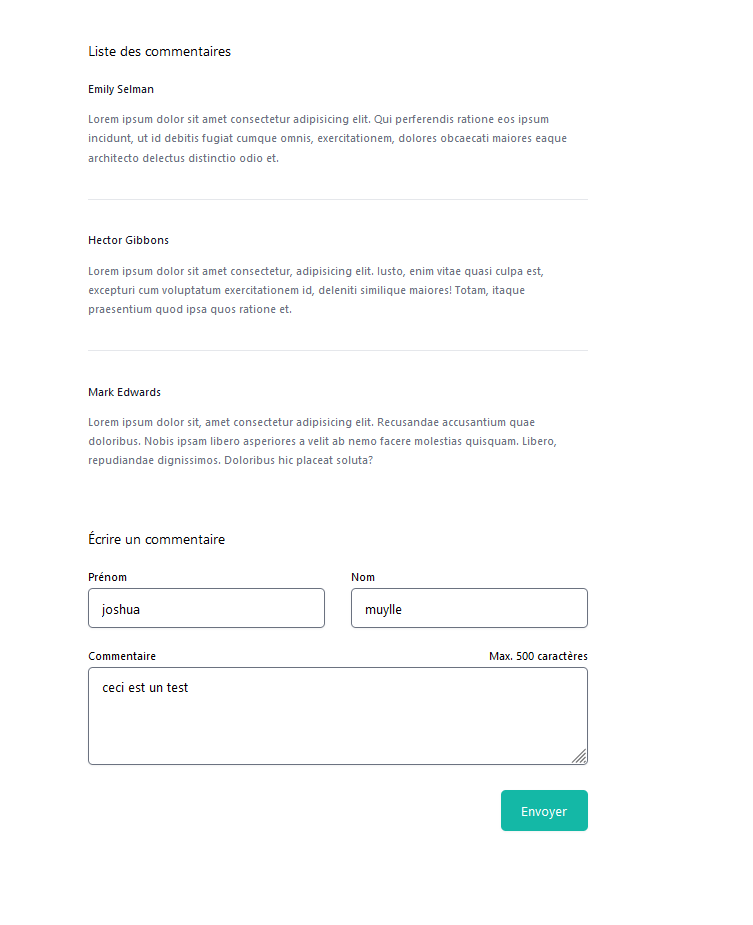 Liste des commentaires
Emily Selman
Lorem ipsum dolor sit amet consectetur adipisicing elit. Qui perferendis ratione eos ipsum
incidunt, ut id debitis fugiat cumque omnis, exercitationem, dolores obcaecati maiores eaque
architecto delectus distinctio odio et.
Hector Gibbons
Lorem ipsum dolor sit amet consectetur, adipisicing elit. Iusto, enim vitae quasi culpa est,
excepturi cum voluptatum exercitationem id, deleniti similique maiores! Totam, itaque
praesentium quod ipsa quos ratione et.
Mark Edwards
Lorem ipsum dolor sit, amet consectetur adipisicing elit. Recusandae accusantium quae
doloribus. Nobis ipsam libero asperiores a velit ab nemo facere molestias quisquam. Libero,
repudiandae dignissimos. Doloribus hic placeat soluta?
Écrire un commentaire
Prénom Nom
joshua muylle
Commentaire Max. 500 caractères
ceci est un test
Envoyer